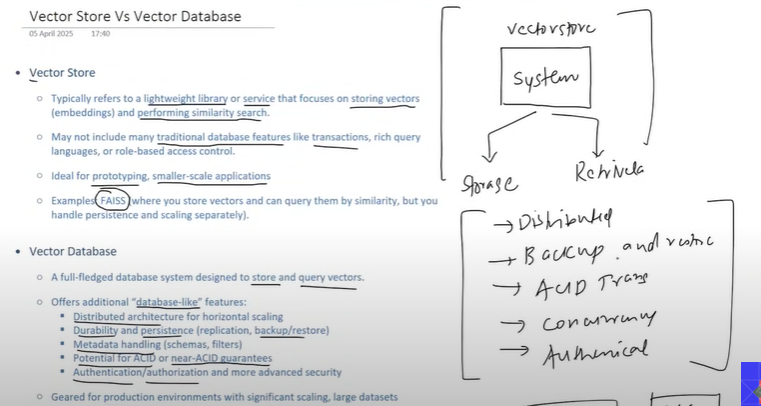 Vector Store Vs Vector Database
05 April 2025 17:40
• Vector Store
○ Typically refers to a lightweight library or service that focuses on storing vectors
(embeddings) and performing similarity search.
○ May not include many traditional database features like transactions, rich query
languages, or role-based access control.
○ Ideal for prototyping, smaller-scale applications
○ Examples FAISS (where you store vectors and can query them by similarity, but you
handle persistence and scaling separately).
• Vector Database
○ A full-fledged database system designed to store and query vectors.
○ Offers additional “database-like” features:
▪ Distributed architecture for horizontal scaling
▪ Durability and persistence (replication, backup/restore)
▪ Metadata handling (schemas, filters)
▪ Potential for ACID or near-ACID guarantees
▪ Authentication/authorization and more advanced security
○ Geared for production environments with significant scaling, large datasets
vectorstore
system
Storage
→ Distributed
→ Backup and
→ ACID Trans
→
→